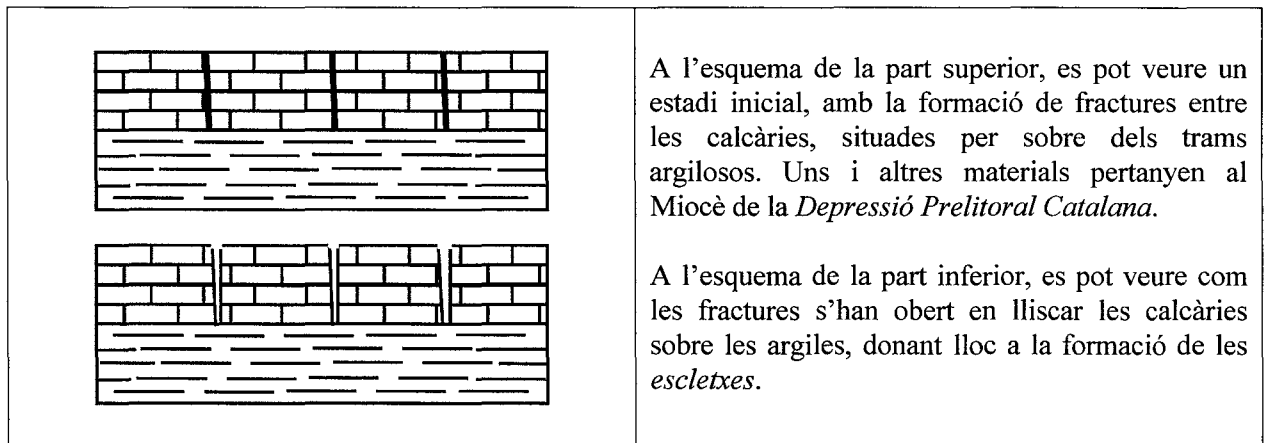 A l'esquema de la part superior, es pot veure un
estadi inicial, amb la formació de fractures entre
les calcàries, situades per sobre dels trams
argilosos. Uns i altres materials pertanyen al
Miocè de la Depressió Prelitoral Catalana.
A l'esquema de la part inferior, es pot veure com
les fractures s'han obert en lliscar les calcàries
sobre les argiles, donant lloc a la formació de les
escletxes.